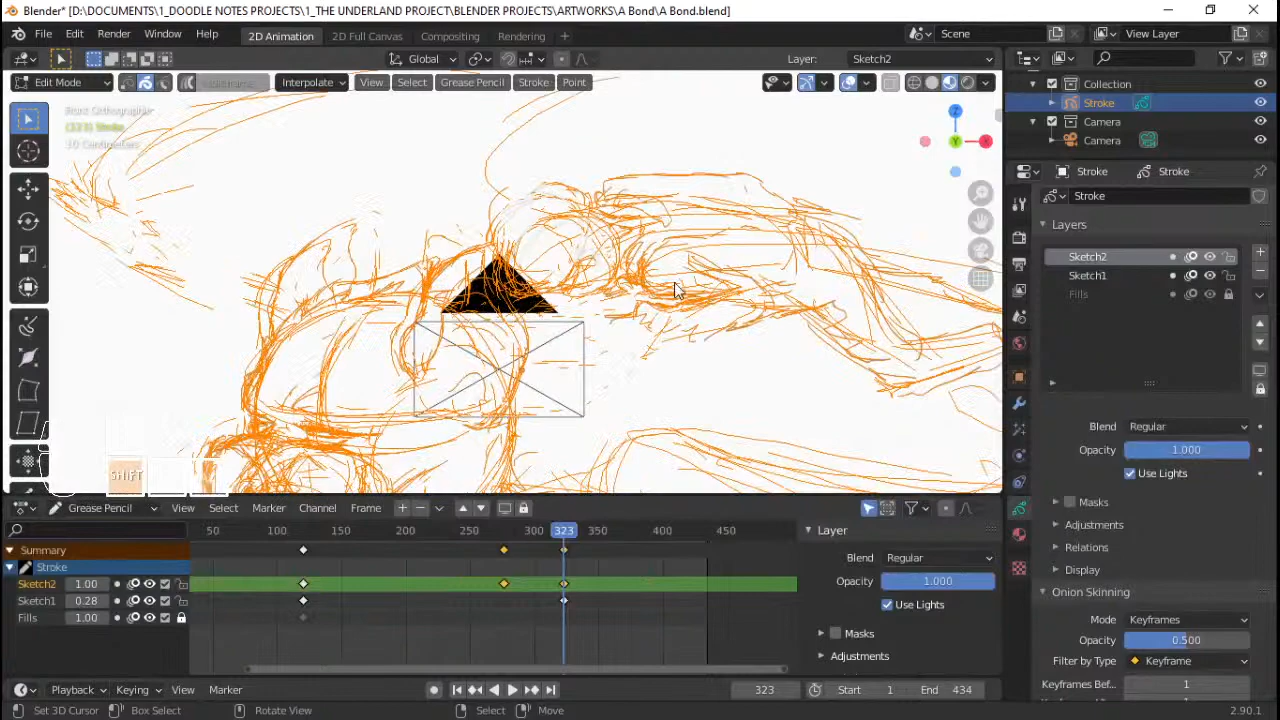 Blender* [D:\DOCUMENTS\1_DOODLE NOTES PROJECTS\1_THE UNDERLAND PROJECT\BLENDER PROJECTS\ARTWORKS\A Bond\A Bond.blend]
File Edit Render Window Help 2D Animation 2D Full Canvas Compositing Rendering + Scene View Layer
Global Layer: Sketch2
Edit Mode Interpolate View Select Grease Pencil Stroke Point
Collection
Stroke
Camera
Camera
Front Orthographic
(323) Stroke
10 Centimeters
Z
Y
X
Stroke Stroke
Stroke
Layers
Sketch2
Sketch1
Fills
Blend Regular
Opacity 1.000
Use Lights
Masks
Adjustments
Relations
Display
Onion Skinning
Mode Keyframes
Opacity 0.500
Filter by Type Keyframe
Keyframes Bef... 1
SHIFT
Grease Pencil View Select Marker Channel Frame
50 100 150 200 250 323 350 400 450
Summary
Stroke
Sketch2 1.00
Sketch1 0.28
Fills 1.00
Layer
Blend Regular
Opacity 1.000
Use Lights
Masks
Adjustments
Playback Keying View Marker 323 Start 1 End 434
Set 3D Cursor Box Select Rotate View Select Move 2.90.1